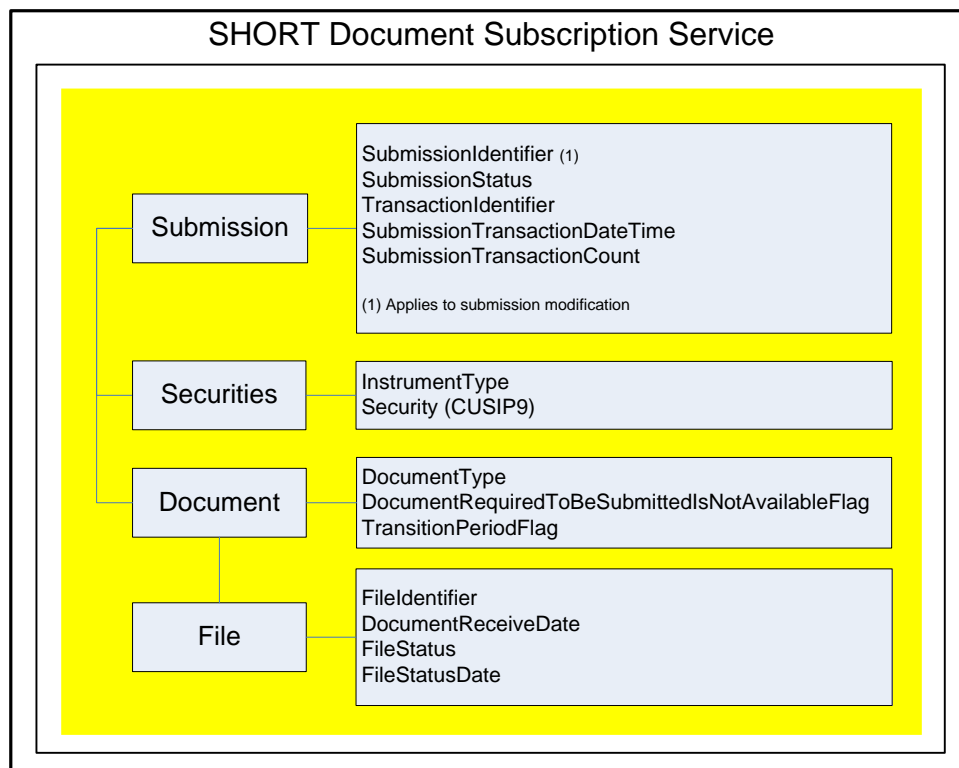 SHORT Document Subscription Service
Submission
SubmissionIdentifier (1)
SubmissionStatus
TransactionIdentifier
SubmissionTransactionDateTime
SubmissionTransactionCount
(1) Applies to submission modification
Securities
InstrumentType
Security (CUSIP9)
Document
DocumentType
DocumentRequiredToBeSubmittedIsNotAvailableFlag
TransitionPeriodFlag
File
FileIdentifier
DocumentReceiveDate
FileStatus
FileStatusDate